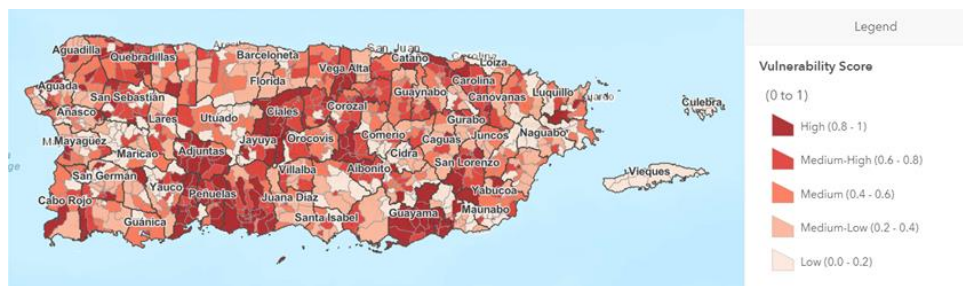 Aguadilla
Quebradillas
Barceloneta
San Juan
Cataño
Carolina
Loiza
Vega Alta
Florida
Aguada
San Sebastián
Añasco
Lares
Utuado
Ciales
Corozal
Guaynabo
Carolina
Canovanas
Luquillo
Culebra
Mayagüez
Maricao
Adjuntas
Jayuya
Orocovis
Comerío
Caguas
Gurabo
Juncos
Naguabo
Cidra
San Germán
Yauco
Villalba
Aibonito
San Lorenzo
Vieques
Cabo Rojo
Peñuelas
Juana Díaz
Yabucoa
Guánica
Santa Isabel
Guayama
Maunabo
Legend
Vulnerability Score
(0 to 1)
High (0.8 - 1)
Medium-High (0.6 - 0.8)
Medium (0.4 - 0.6)
Medium-Low (0.2 - 0.4)
Low (0.0 - 0.2)